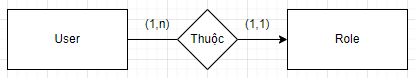 (1,n)
(1,1)
User
Thuộc
Role